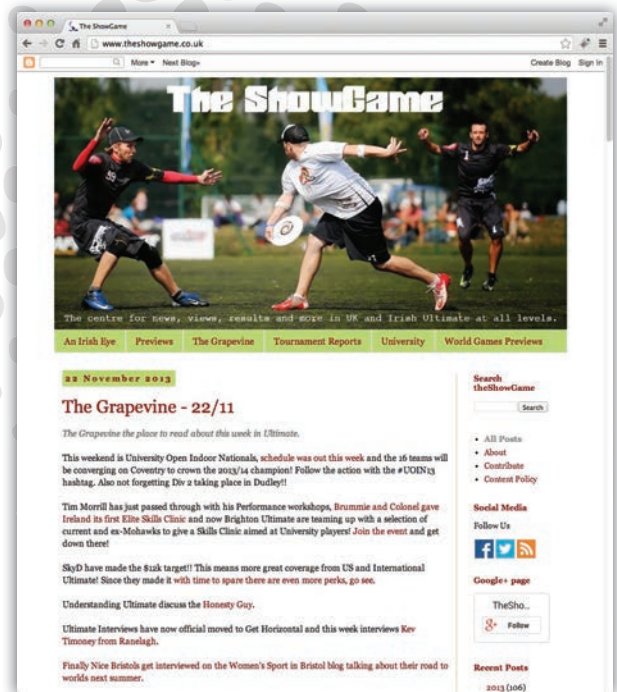 The ShowGame
www.theshowgame.co.uk
More Next Blog»
Create Blog Sign In
The ShowGame
The centre for news, views, results and more in UK and Irish Ultimate at all levels.
An Irish Eye Previews The Grapevine Tournament Reports University World Games Previews
22 November 2013
The Grapevine - 22/11
The Grapevine the place to read about this week in Ultimate.
This weekend is University Open Indoor Nationals, schedule was out this week and the 16 teams will
be converging on Coventry to crown the 2013/14 champion! Follow the action with the #UOIN13
hashtag. Also not forgetting Div 2 taking place in Dudley!!
Tim Morrill has just passed through with his Performance workshops, Brummie and Colonel gave
Ireland its first Elite Skills Clinic and now Brighton Ultimate are teaming up with a selection of
current and ex-Mohawks to give a Skills Clinic aimed at University players! Join the event and get
down there!
SkyD have made the $12k target!! This means more great coverage from US and International
Ultimate! Since they made it with time to spare there are even more perks, go see.
Understanding Ultimate discuss the Honesty Guy.
Ultimate Interviews have now official moved to Get Horizontal and this week interviews Kev
Timoney from Ranelagh.
Finally Nice Bristols get interviewed on the Women's Sport in Bristol blog talking about their road to
worlds next summer.
Search
theShowGame
Search
All Posts
About
Contribute
Content Policy
Social Media
Follow Us
Google+ page
TheSho..
Follow
Recent Posts
2013 (106)